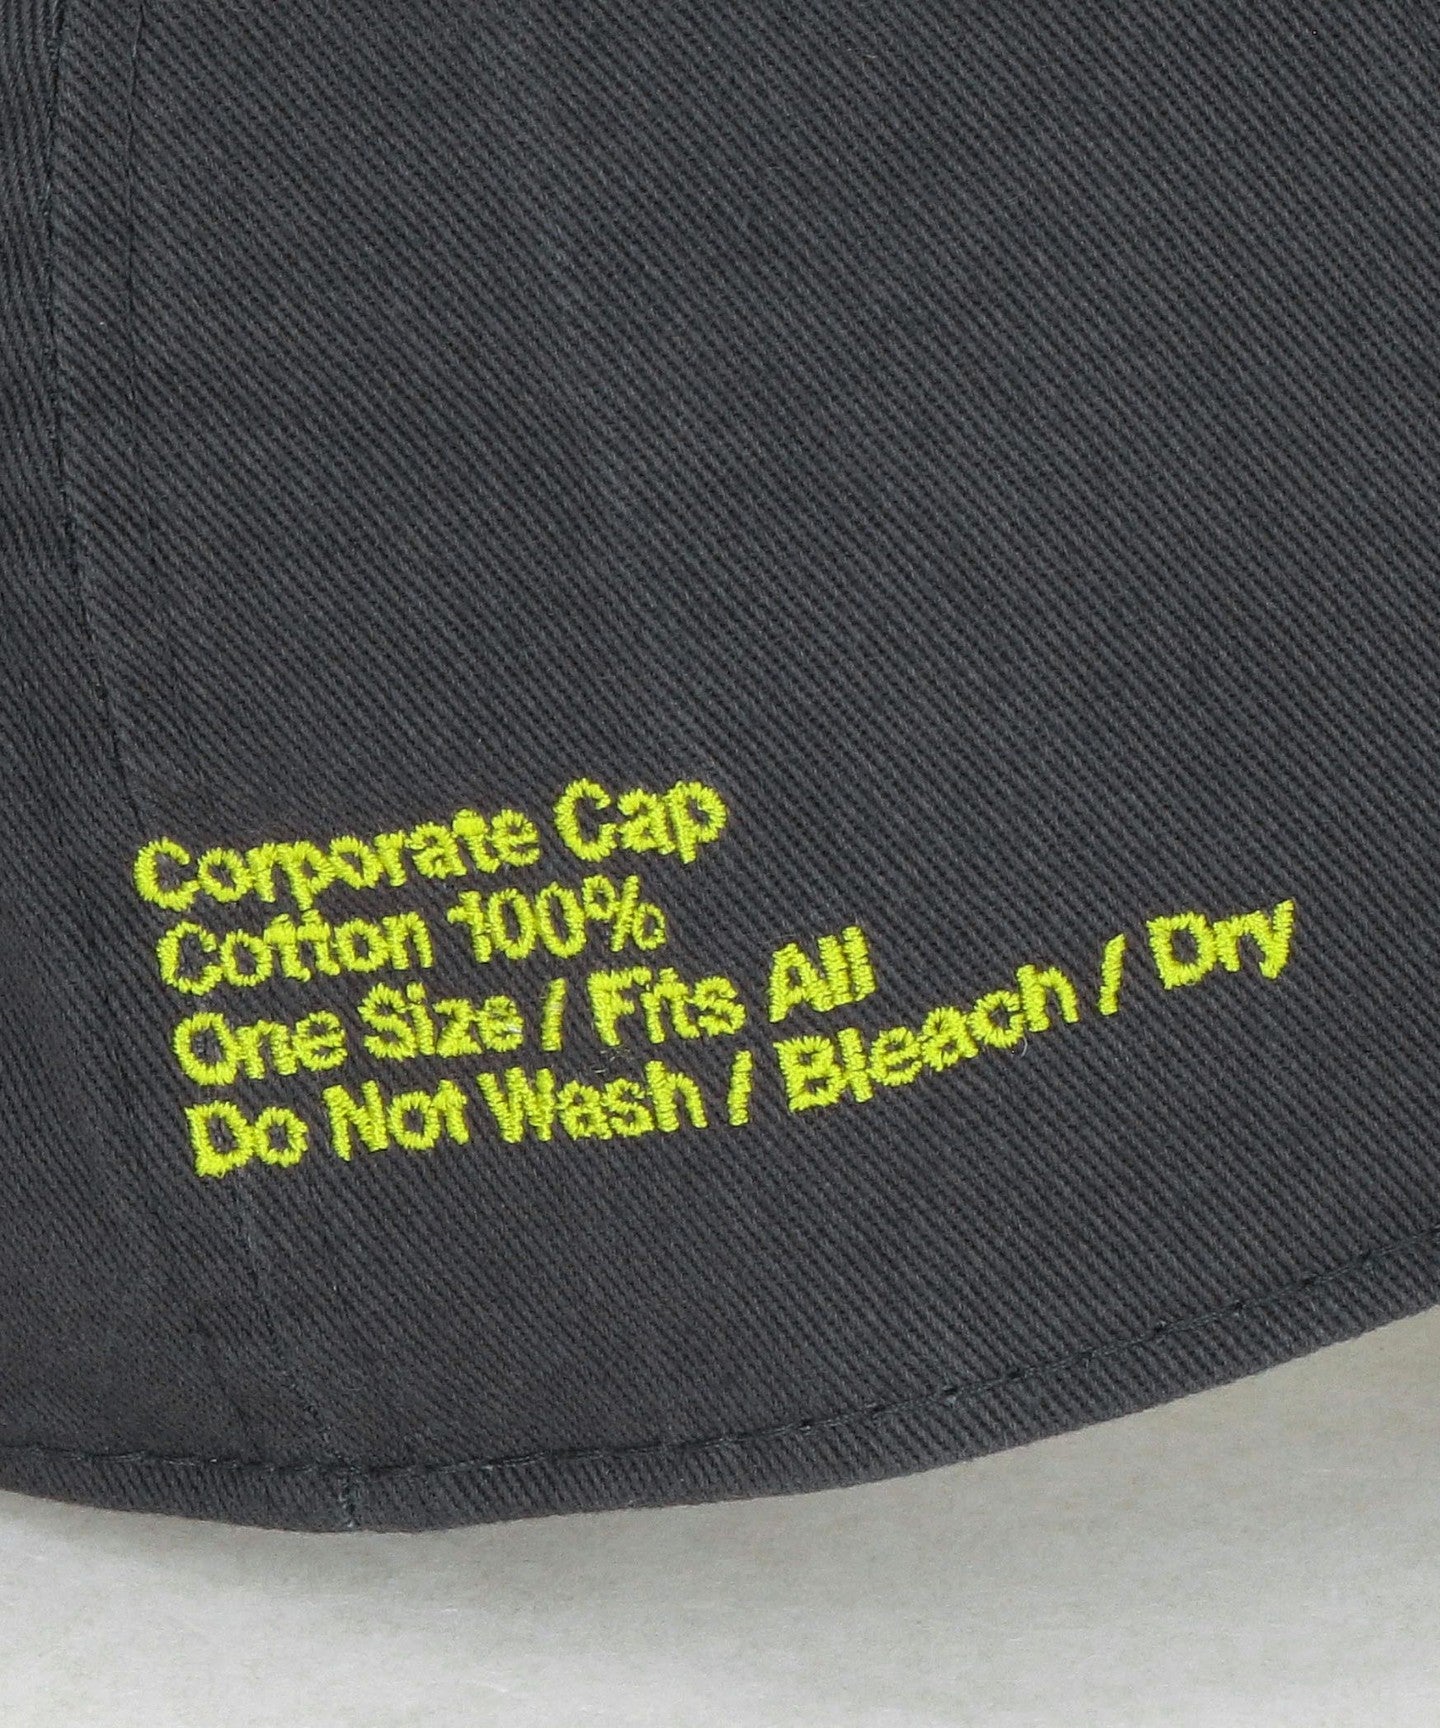 Corporate Cap
Cotton 100%
One Size / Fits All
Do Not Wash / Bleach / Dry